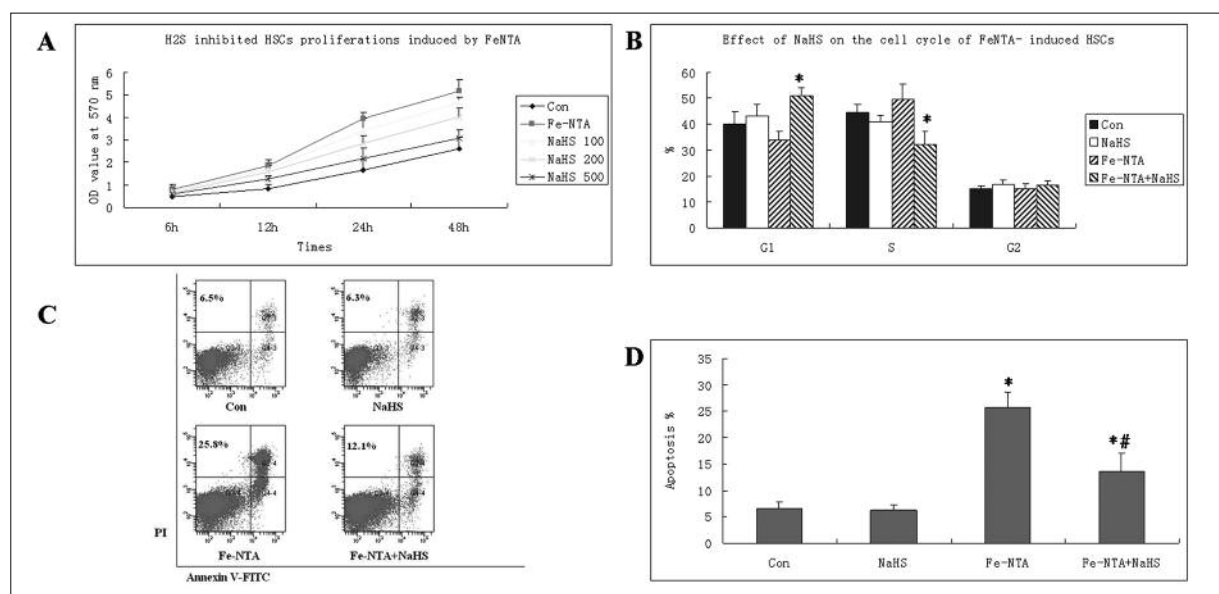 A
H2S inhibited HSCs proliferations induced by FeNTA
OD value at 570 nm
6
5
4
3
2
1
0
6h 12h 24h 48h
Times
Con
Fe-NTA
NaHS 100
NaHS 200
NaHS 500
B
Effect of NaHS on the cell cycle of FeNTA- induced HSCs
%
60
50
40
30
20
10
0
*
*
G1 S G2
Con
NaHS
Fe-NTA
Fe-NTA+NaHS
C
6.5%
Con
6.3%
NaHS
25.8%
Fe-NTA
12.1%
Fe-NTA+NaHS
PI
Annexin V-FITC
D
Apoptosis %
35
30
25
20
15
10
5
0
*
*#
Con NaHS Fe-NTA Fe-NTA+NaHS